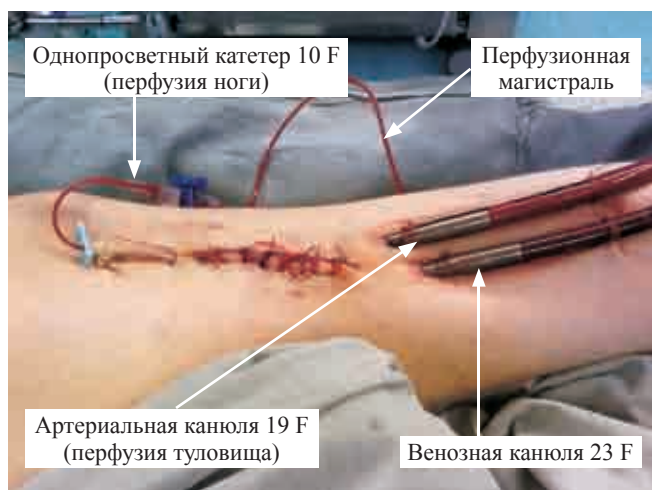 Однопросветный катетер 10 F
(перфузия ноги)
Перфузионная
магистраль
Артериальная канюля 19 F
(перфузия туловища)
Венозная канюля 23 F